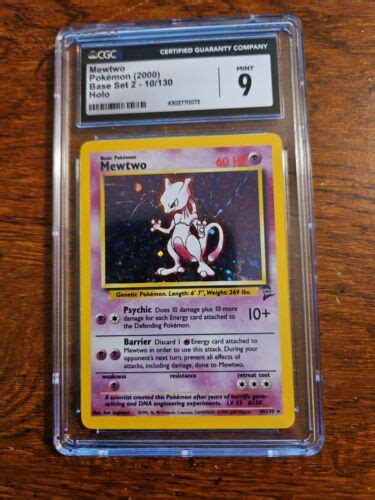 CGC
CERTIFIED GUARANTY COMPANY
Mewtwo
Pokémon (2000)
Base Set 2 - 10/130
Holo
MINT
9
4302770073
Basic Pokémon
Mewtwo
60 HP
Genetic Pokémon. Length: 6' 7", Weight: 269 lbs.
Psychic Does 10 damage plus 10 more
damage for each Energy card attached to
the Defending Pokémon.
10+
Barrier Discard 1 Energy card attached to
Mewtwo in order to use this attack. During your
opponent's next turn, prevent all effects of
attacks, including damage, done to Mewtwo.
weakness
resistance
retreat cost
A scientist created this Pokémon after years of horrific gene-
splicing and DNA engineering experiments. LV. 53
10/130